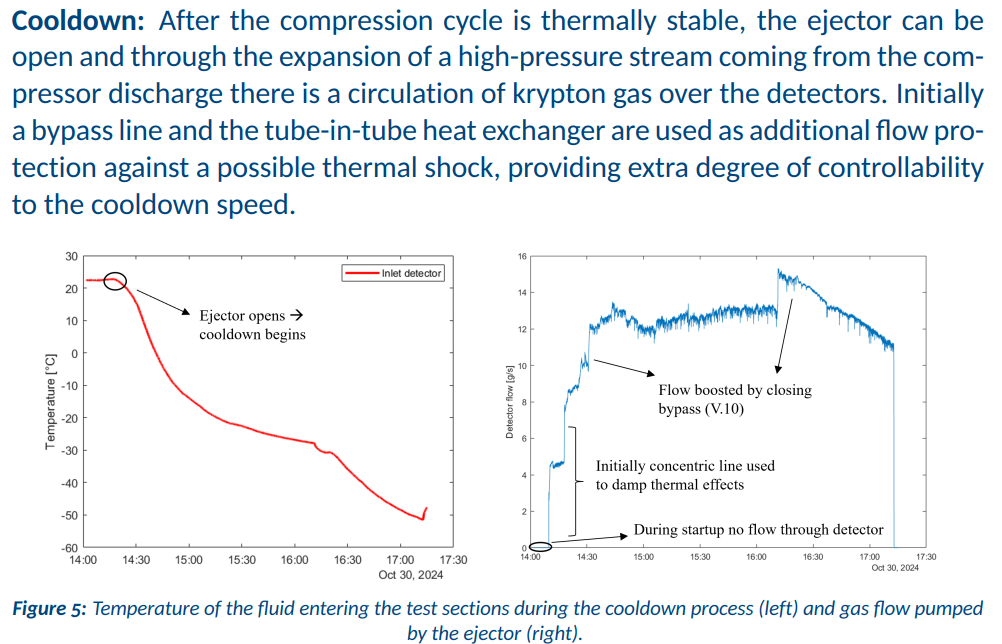 Cooldown: After the compression cycle is thermally stable, the ejector can be
open and through the expansion of a high-pressure stream coming from the com-
pressor discharge there is a circulation of krypton gas over the detectors. Initially
a bypass line and the tube-in-tube heat exchanger are used as additional flow pro-
tection against a possible thermal shock, providing extra degree of controllability
to the cooldown speed.
30
20
10
0
-10
-20
-30
-40
-50
-60
Temperature [°C]
Inlet detector
Ejector opens →
cooldown begins
14:00 14:30 15:00 15:30 16:00 16:30 17:00 17:30
Oct 30, 2024
16
14
12
10
8
6
4
2
0
Detector flow [g/s]
Flow boosted by closing
bypass (V.10)
Initially concentric line used
to damp thermal effects
During startup no flow through detector
14:00 14:30 15:00 15:30 16:00 16:30 17:00 17:30
Oct 30, 2024
Figure 5: Temperature of the fluid entering the test sections during the cooldown process (left) and gas flow pumped
by the ejector (right).